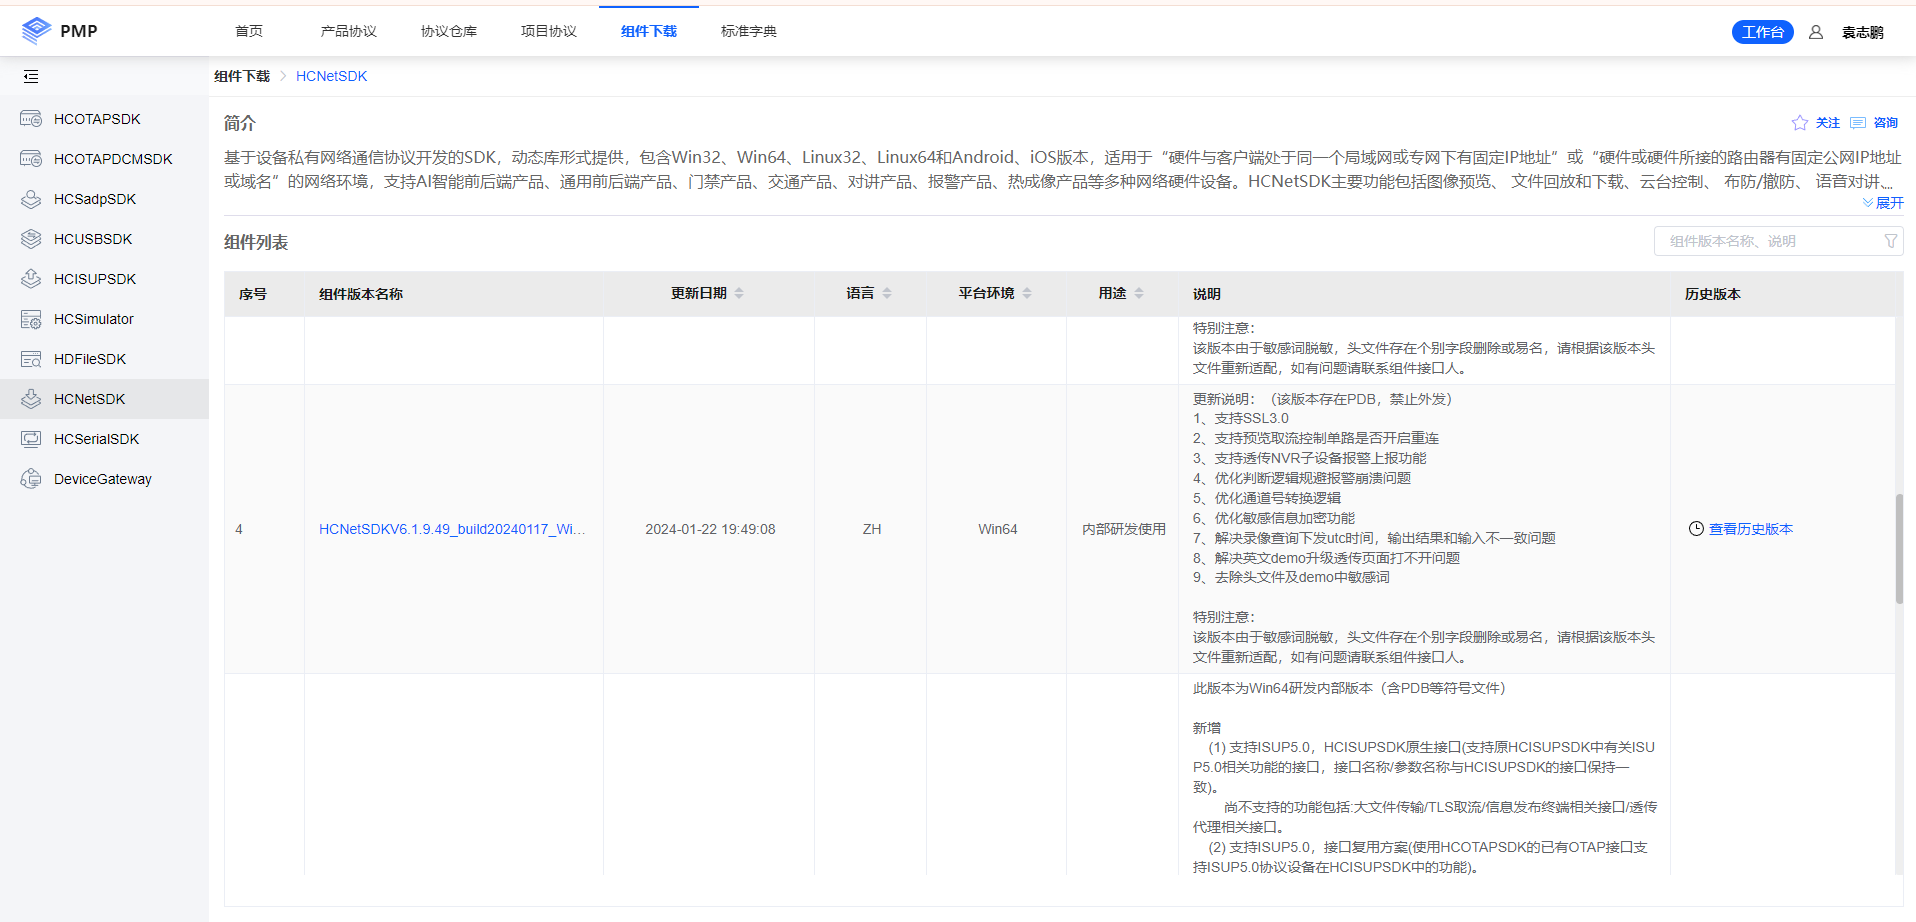 PMP
首页
产品协议
协议仓库
项目协议
组件下载
标准字典
工作台
袁志鹏
组件下载
HCNetSDK
HCOTAPSDK
HCOTAPDCMSDK
HCSadpSDK
HCUSBSDK
HCISUPSDK
HCSimulator
HDFileSDK
HCNetSDK
HCSerialSDK
DeviceGateway
简介
关注
咨询
基于设备私有网络通信协议开发的SDK，动态库形式提供，包含Win32、Win64、Linux32、Linux64和Android、iOS版本，适用于“硬件与客户端处于同一个局域网或专网下有固定IP地址”或“硬件或硬件所接的路由器有固定公网IP地址
或域名”的网络环境，支持AI智能前后端产品、通用前后端产品、门禁产品、交通产品、对讲产品、报警产品、热成像产品等多种网络硬件设备。HCNetSDK主要功能包括图像预览、 文件回放和下载、云台控制、 布防/撤防、 语音对讲、...
展开
组件列表
组件版本名称、说明
序号
组件版本名称
更新日期
语言
平台环境
用途
说明
历史版本
特别注意：
该版本由于敏感词脱敏，头文件存在个别字段删除或易名，请根据该版本头
文件重新适配，如有问题请联系组件接口人。
4
HCNetSDKV6.1.9.49_build20240117_Wi...
2024-01-22 19:49:08
ZH
Win64
内部研发使用
更新说明：（该版本存在PDB，禁止外发）
1、支持SSL3.0
2、支持预览取流控制单路是否开启重连
3、支持透传NVR子设备报警上报功能
4、优化判断逻辑规避报警崩溃问题
5、优化通道号转换逻辑
6、优化敏感信息加密功能
7、解决录像查询下发utc时间，输出结果和输入不一致问题
8、解决英文demo升级透传页面打不开问题
9、去除头文件及demo中敏感词
特别注意：
该版本由于敏感词脱敏，头文件存在个别字段删除或易名，请根据该版本头
文件重新适配，如有问题请联系组件接口人。
查看历史版本
此版本为Win64研发内部版本（含PDB等符号文件）
新增
(1) 支持ISUP5.0，HCISUPSDK原生接口(支持原HCISUPSDK中有关ISU
P5.0相关功能的接口，接口名称/参数名称与HCISUPSDK的接口保持一
致)。
尚不支持的功能包括:大文件传输/TLS取流/信息发布终端相关接口/透传
代理相关接口。
(2) 支持ISUP5.0，接口复用方案(使用HCOTAPSDK的已有OTAP接口支
持ISUP5.0协议设备在HCISUPSDK中的功能)。